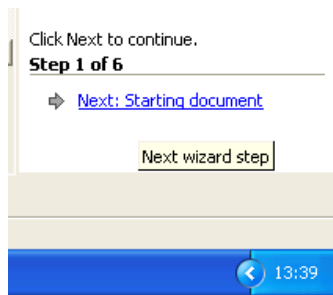 Click Next to continue.
Step 1 of 6
Next: Starting document
Next wizard step
13:39